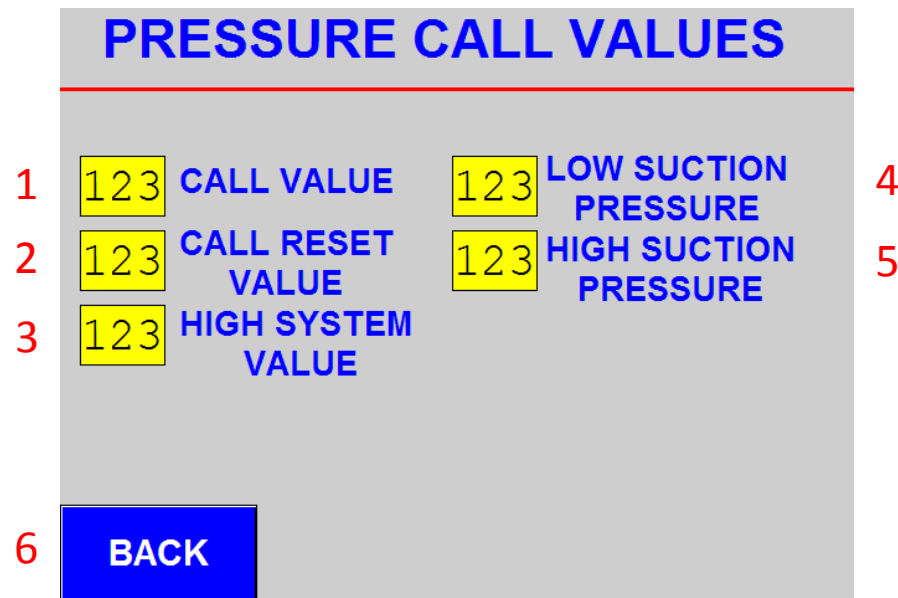 PRESSURE CALL VALUES
1
123
CALL VALUE
123
LOW SUCTION
PRESSURE
4
2
123
CALL RESET
VALUE
123
HIGH SUCTION
PRESSURE
5
3
123
HIGH SYSTEM
VALUE
6
BACK